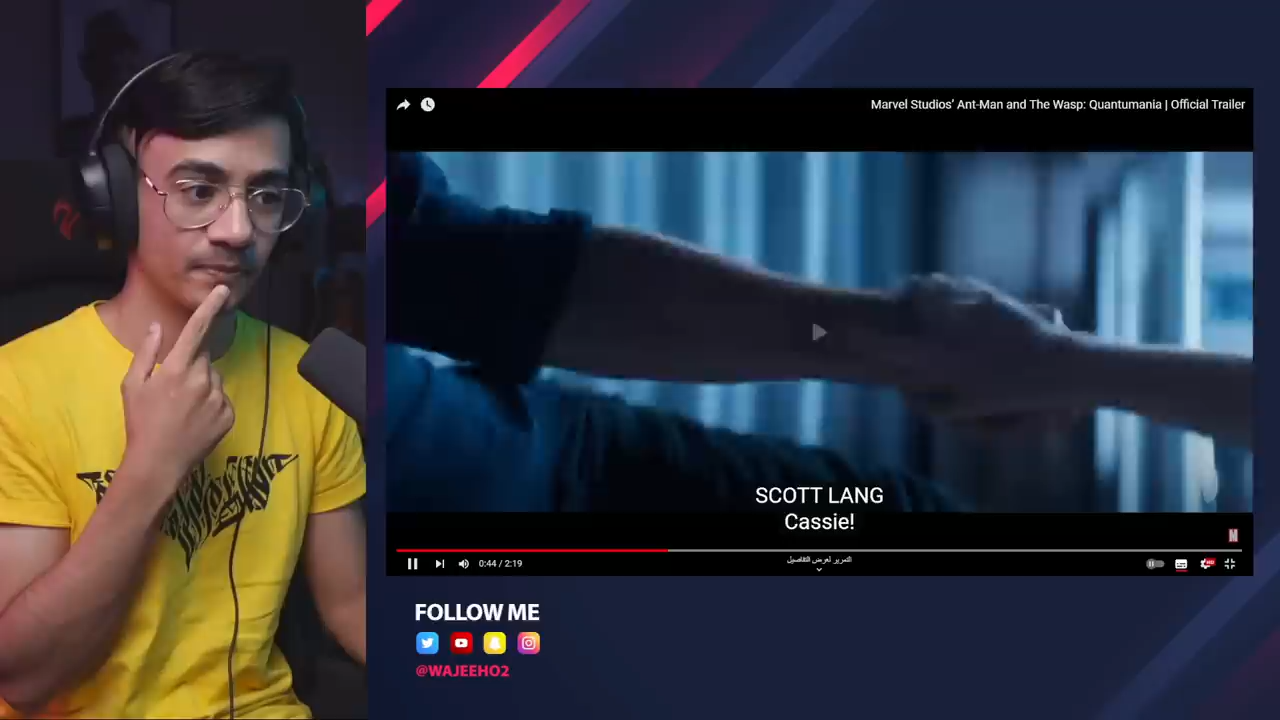 Marvel Studios’ Ant-Man and The Wasp: Quantumania | Official Trailer
SCOTT LANG
Cassie!
0:44 / 2:19
التمرير لعرض التفاصيل
FOLLOW ME
@WAJEEHO2